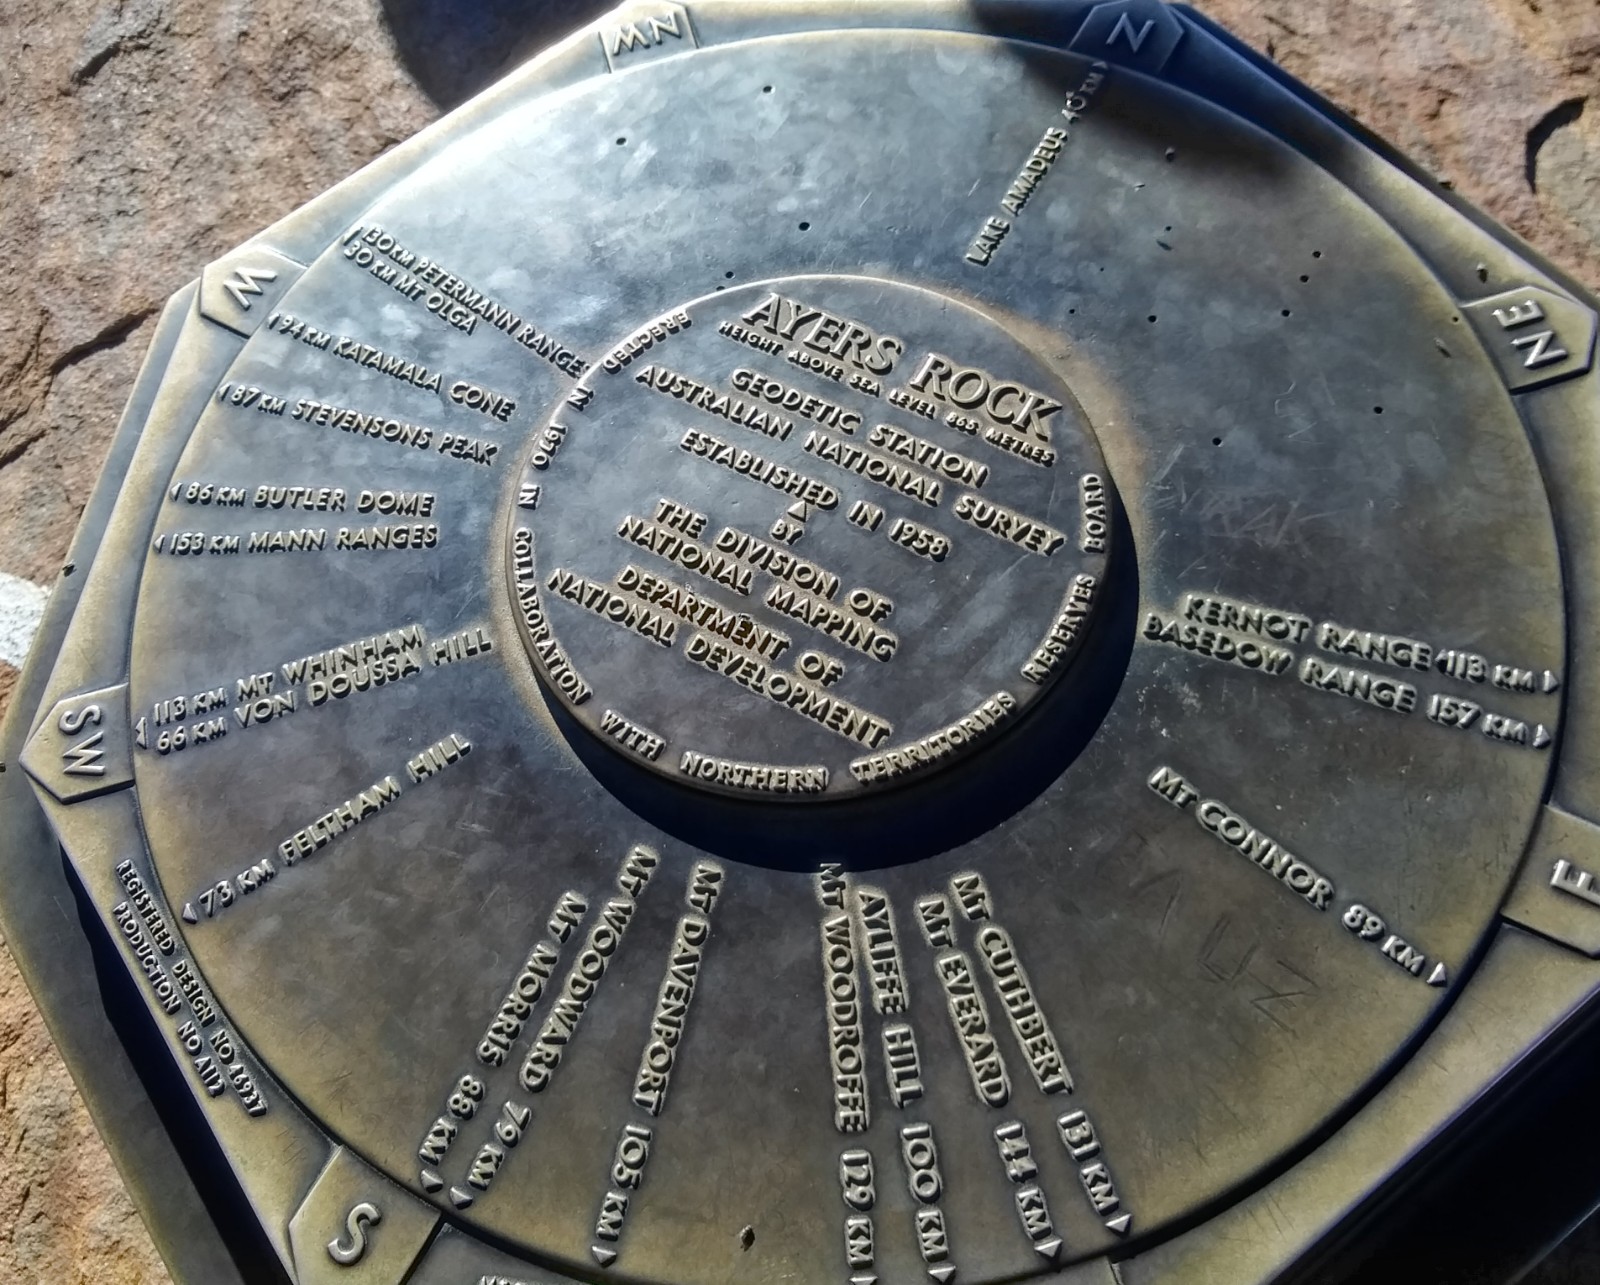 NW
N
NE
E
S
SW
W
AYERS ROCK
HEIGHT ABOVE SEA LEVEL 865 METRES
GEODETIC STATION
AUSTRALIAN NATIONAL SURVEY
ESTABLISHED IN 1958
BY
THE DIVISION OF
NATIONAL MAPPING
DEPARTMENT OF
NATIONAL DEVELOPMENT
ERECTED IN 1970 IN COLLABORATION WITH NORTHERN TERRITORIES RESERVES BOARD
LAKE AMADEUS 40 KM
KERNOT RANGE 113 KM
BASEDOW RANGE 157 KM
MT CONNOR 89 KM
MT CUTHBERT 131 KM
MT EVERARD 144 KM
AYLIFFE HILL 100 KM
MT WOODROFFE 129 KM
MT DAVENPORT 105 KM
MT WOODWARD 79 KM
MT MORRIS 88 KM
73 KM FELTHAM HILL
66 KM VON DOUSSA HILL
113 KM MT WHINHAM
153 KM MANN RANGES
86 KM BUTLER DOME
87 KM STEVENSONS PEAK
94 KM KATAMALA CONE
30 KM MT OLGA
130 KM PETERMANN RANGES
REGISTERED DESIGN NO 46937
PRODUCTION NO A112